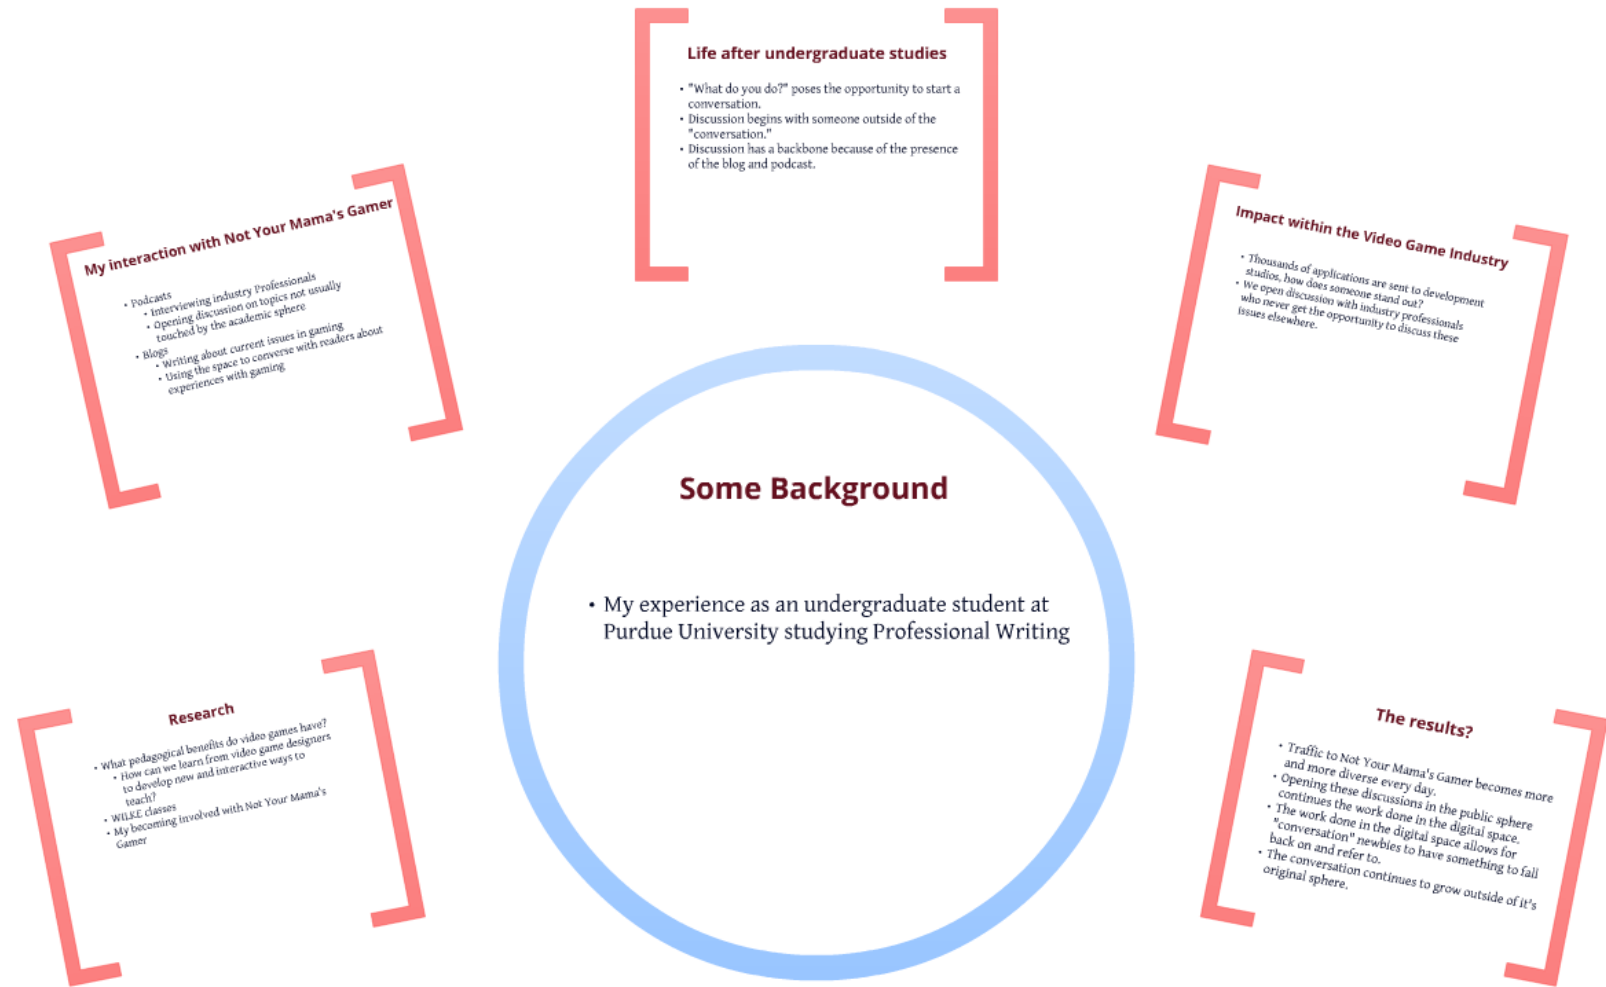 Life after undergraduate studies
• "What do you do?" poses the opportunity to start a
conversation.
• Discussion begins with someone outside of the
"conversation."
• Discussion has a backbone because of the presence
of the blog and podcast.
My interaction with Not Your Mama's Gamer
• Podcasts
• Interviewing industry Professionals
• Opening discussion on topics not usually
touched by the academic sphere
• Blogs
• Writing about current issues in gaming
• Using the space to converse with readers about
experiences with gaming
Impact within the Video Game Industry
• Thousands of applications are sent to development
studios, how does someone stand out?
• We open discussion with industry professionals
who never get the opportunity to discuss these
issues elsewhere.
Some Background
• My experience as an undergraduate student at
Purdue University studying Professional Writing
Research
• What pedagogical benefits do video games have?
• How can we learn from video game designers
to develop new and interactive ways to
teach?
• WILKE classes
• My becoming involved with Not Your Mama's
Gamer
The results?
• Traffic to Not Your Mama's Gamer becomes more
and more diverse every day.
• Opening these discussions in the public sphere
continues the work done in the digital space.
• The work done in the digital space allows for
"conversation" newbies to have something to fall
back on and refer to.
• The conversation continues to grow outside of it's
original sphere.